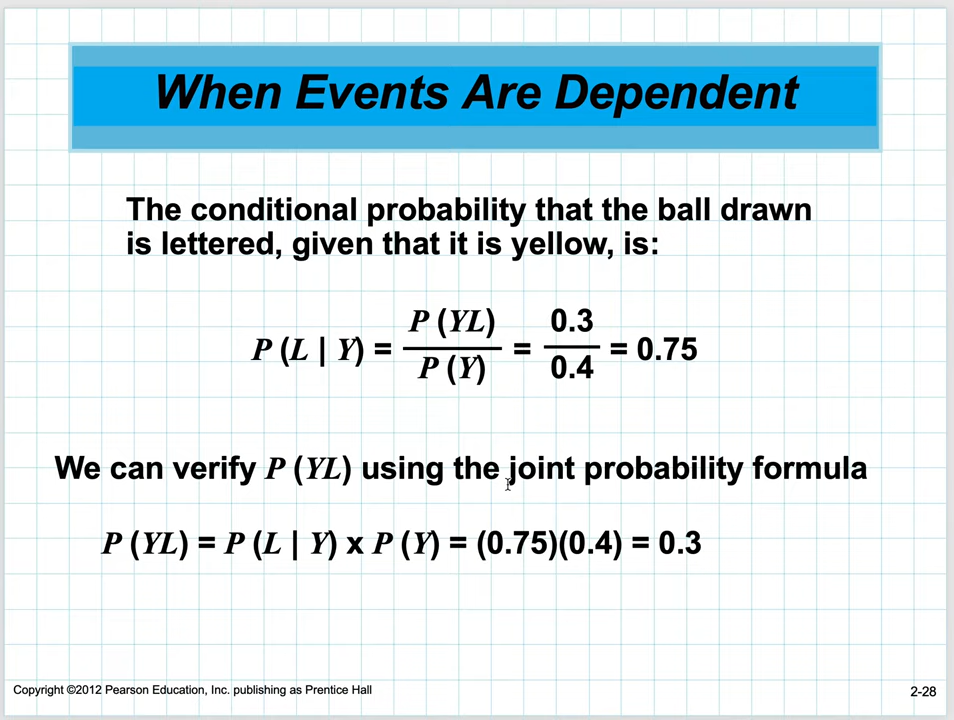 When Events Are Dependent
The conditional probability that the ball drawn
is lettered, given that it is yellow, is:
P (L | Y) = P (YL) / P (Y) = 0.3 / 0.4 = 0.75
We can verify P (YL) using the joint probability formula
P (YL) = P (L | Y) x P (Y) = (0.75)(0.4) = 0.3
Copyright ©2012 Pearson Education, Inc. publishing as Prentice Hall
2-28